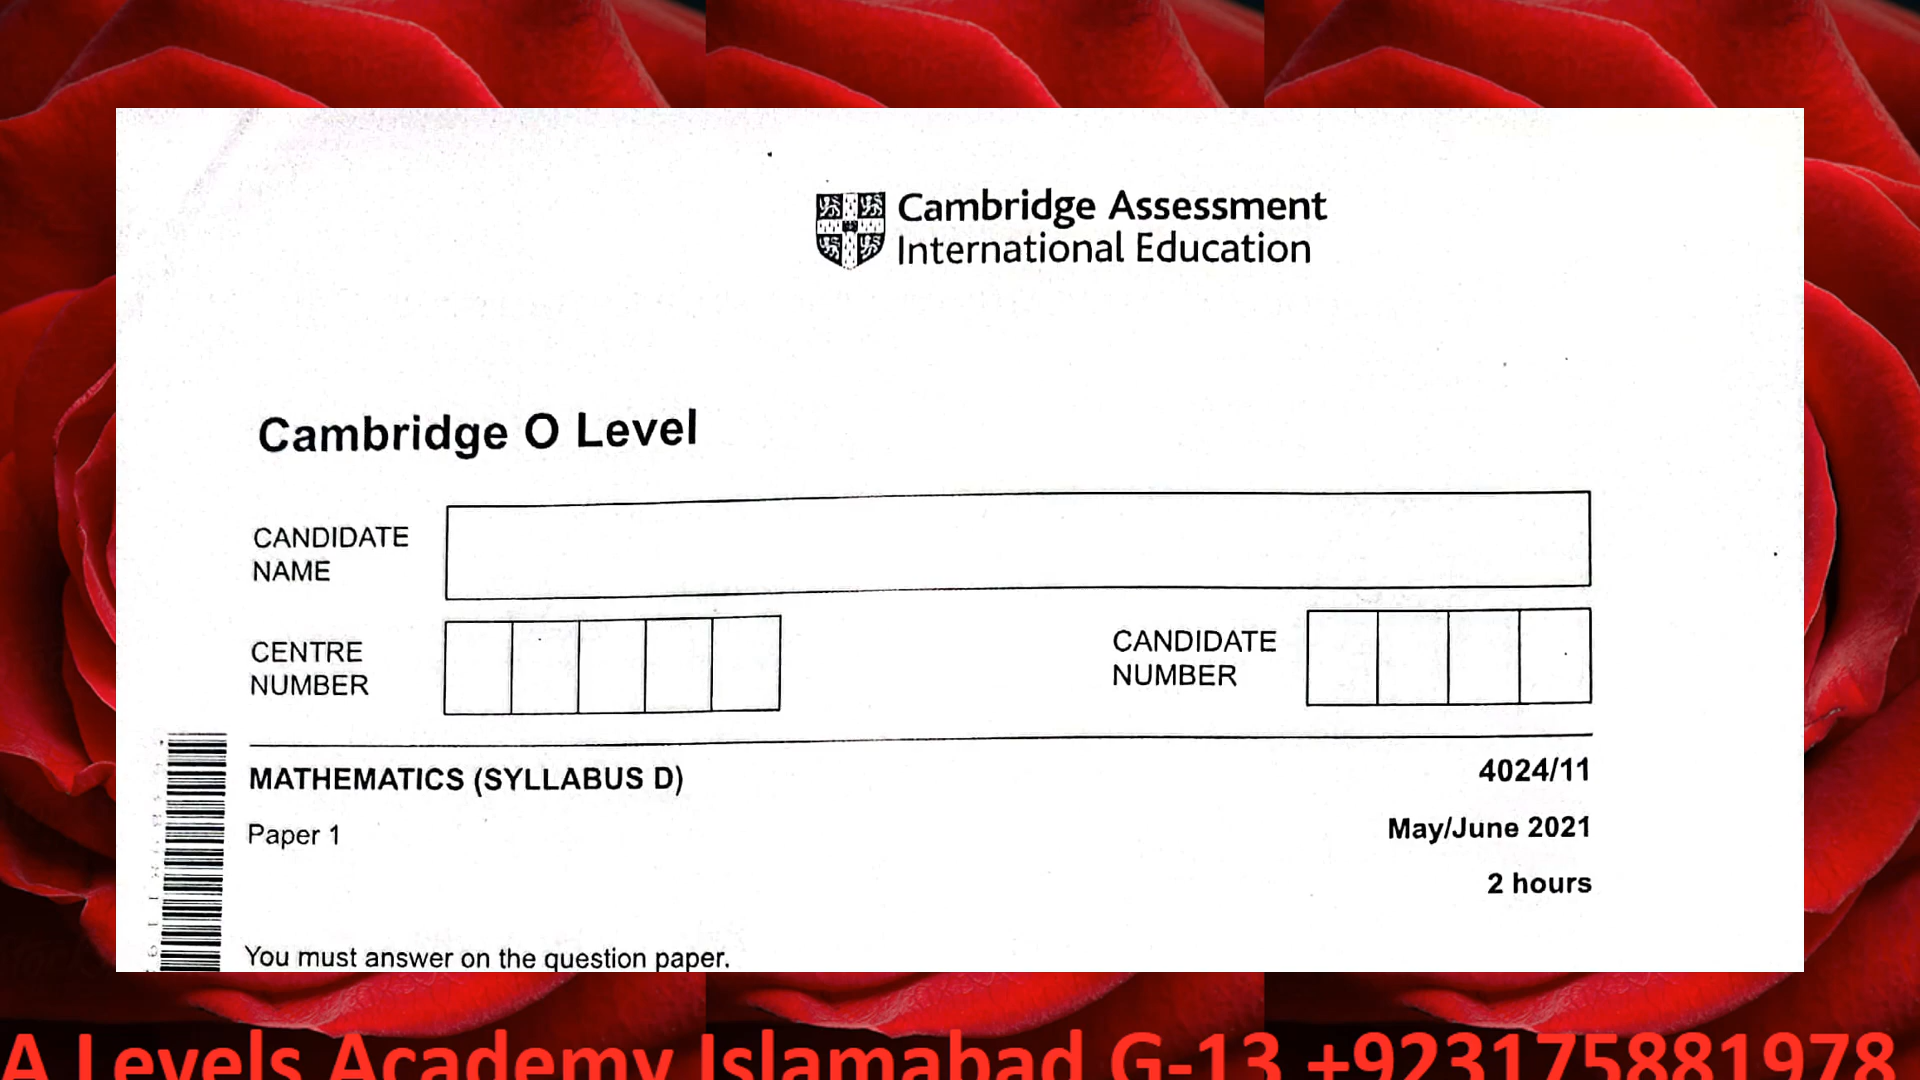 Cambridge Assessment
International Education
Cambridge O Level
CANDIDATE
NAME
CENTRE
NUMBER
CANDIDATE
NUMBER
MATHEMATICS (SYLLABUS D)
4024/11
Paper 1
May/June 2021
2 hours
You must answer on the question paper.
A Levels Academy Islamabad G-13 +923175881978